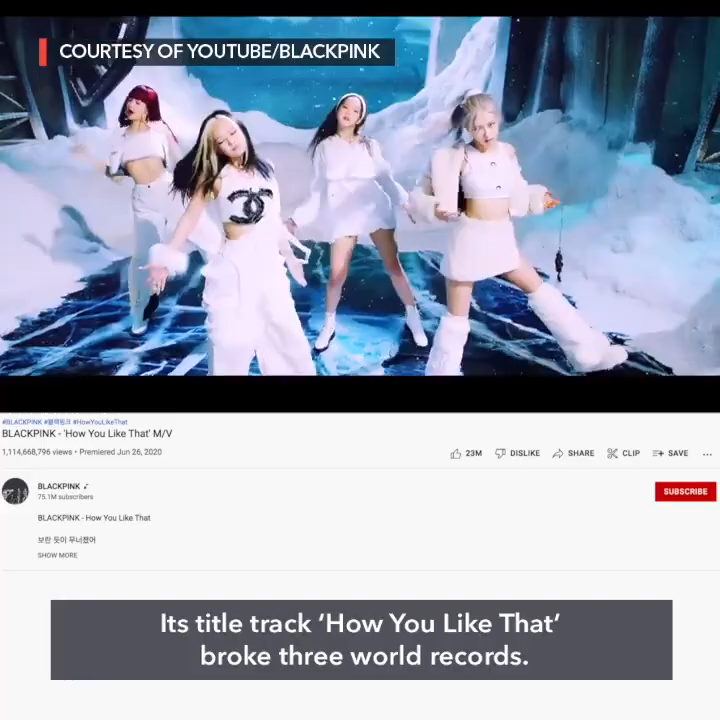 COURTESY OF YOUTUBE/BLACKPINK
#BLACKPINK #블랙핑크 #HowYouLikeThat
BLACKPINK - 'How You Like That' M/V
1,114,668,796 views • Premiered Jun 26, 2020
23M DISLIKE SHARE CLIP SAVE ...
BLACKPINK
75.1M subscribers
SUBSCRIBE
BLACKPINK - How You Like That
보란 듯이 무너졌어
SHOW MORE
Its title track ‘How You Like That’
broke three world records.